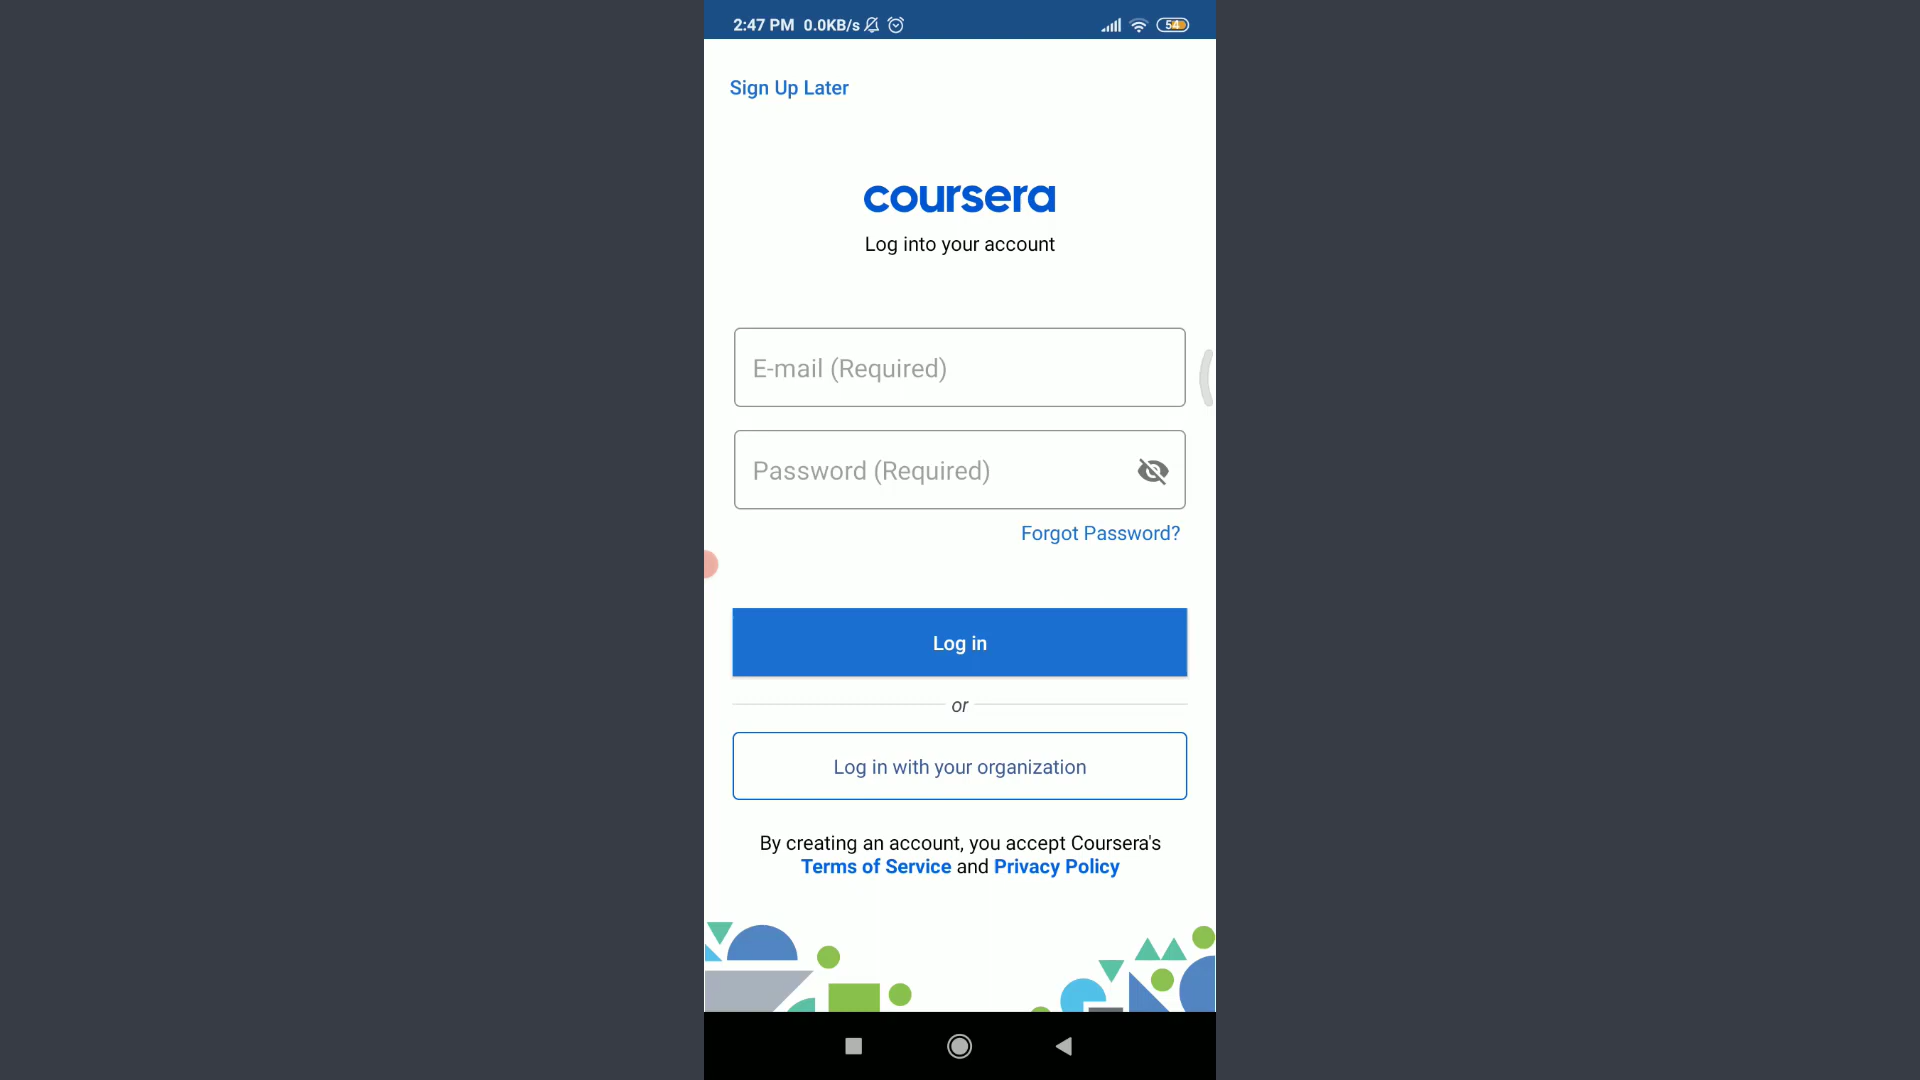 2:47 PM 0.0KB/s 54
Sign Up Later
coursera
Log into your account
E-mail (Required)
Password (Required)
Forgot Password?
Log in
or
Log in with your organization
By creating an account, you accept Coursera's
Terms of Service and Privacy Policy